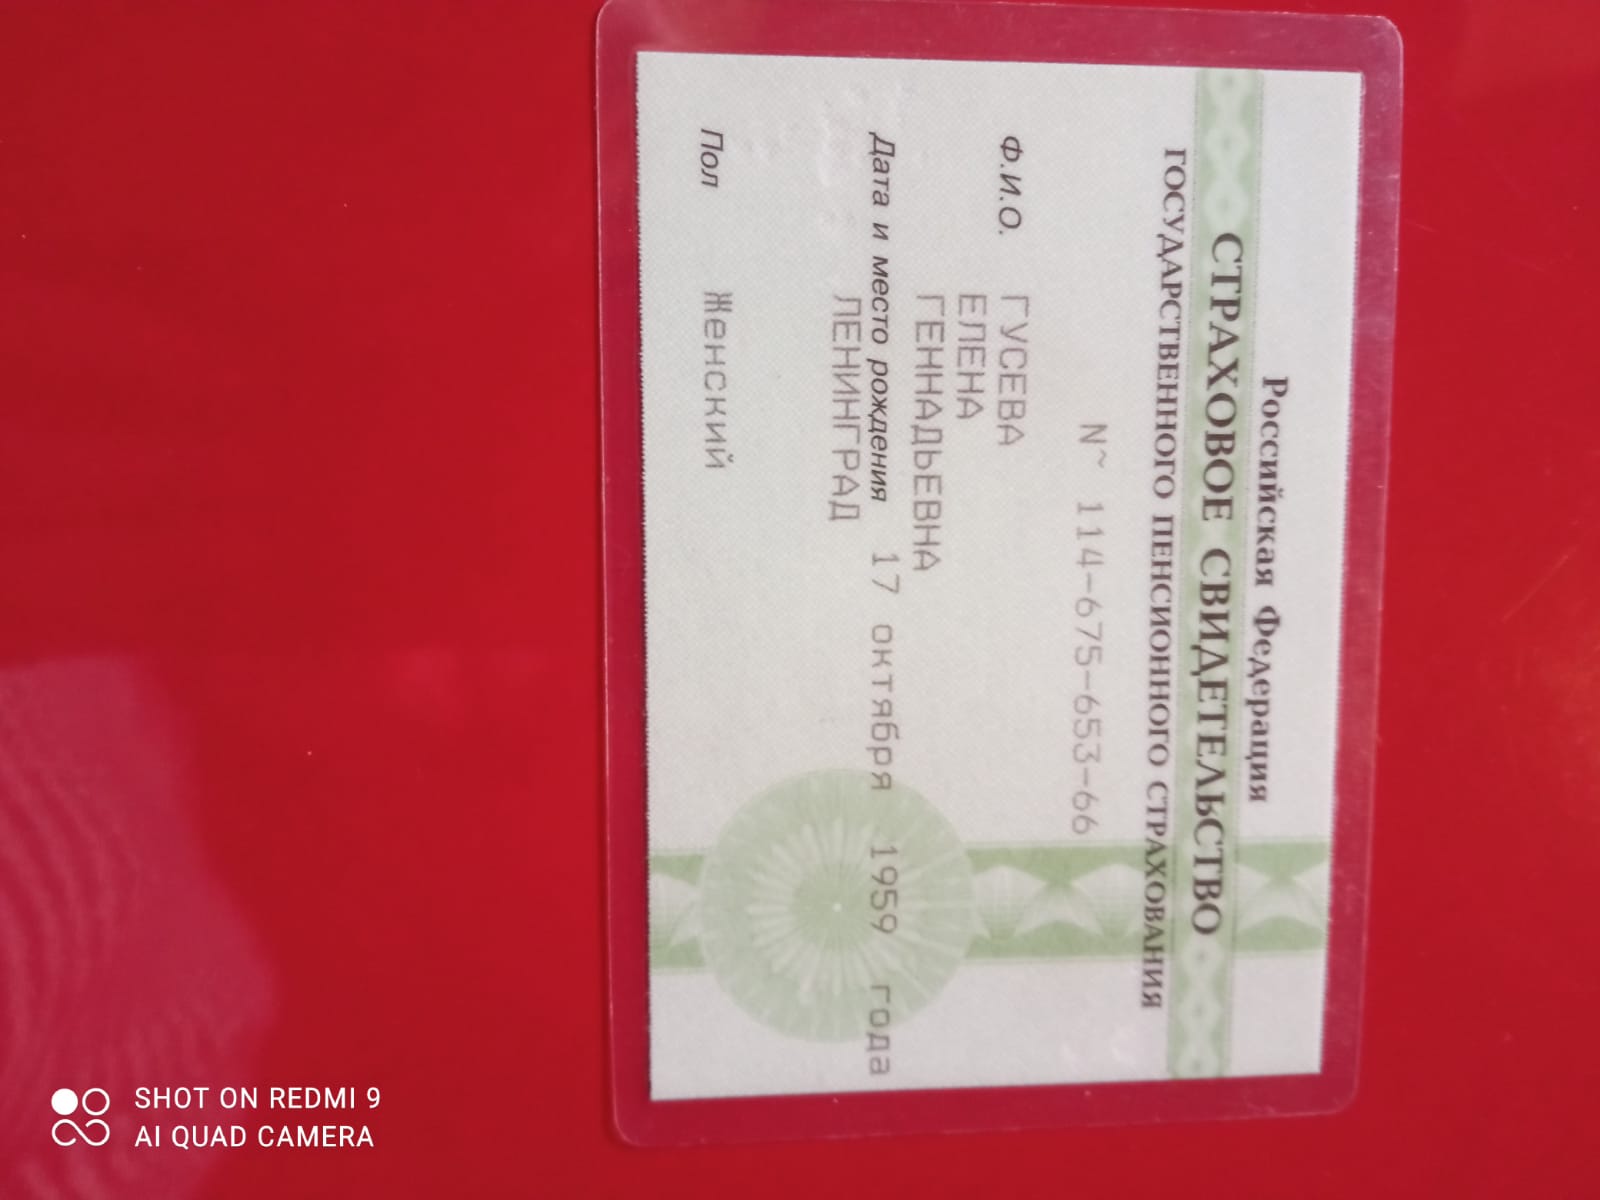 Российская Федерация
СТРАХОВОЕ СВИДЕТЕЛЬСТВО
ГОСУДАРСТВЕННОГО ПЕНСИОННОГО СТРАХОВАНИЯ
N~ 114-675-653-66
Ф.И.О. ГУСЕВА
ЕЛЕНА
ГЕННАДЬЕВНА
Дата и место рождения 17 октября 1959 года
ЛЕНИНГРАД
Пол Женский
SHOT ON REDMI 9
AI QUAD CAMERA